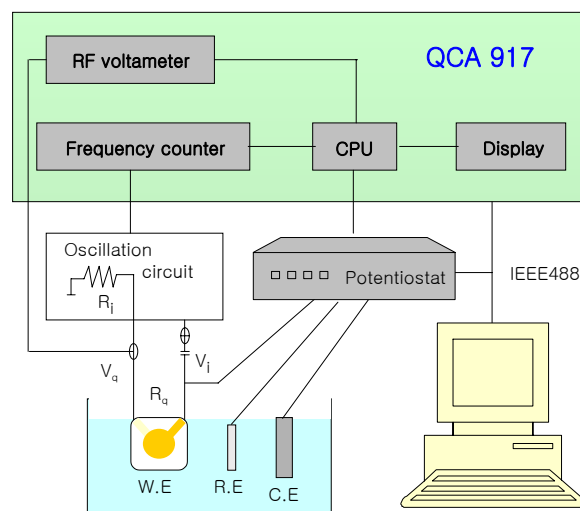 RF voltameter
QCA 917
Frequency counter
CPU
Display
Oscillation
circuit
Ri
Potentiostat
IEEE488
Vq
Vi
Rq
W.E
R.E
C.E